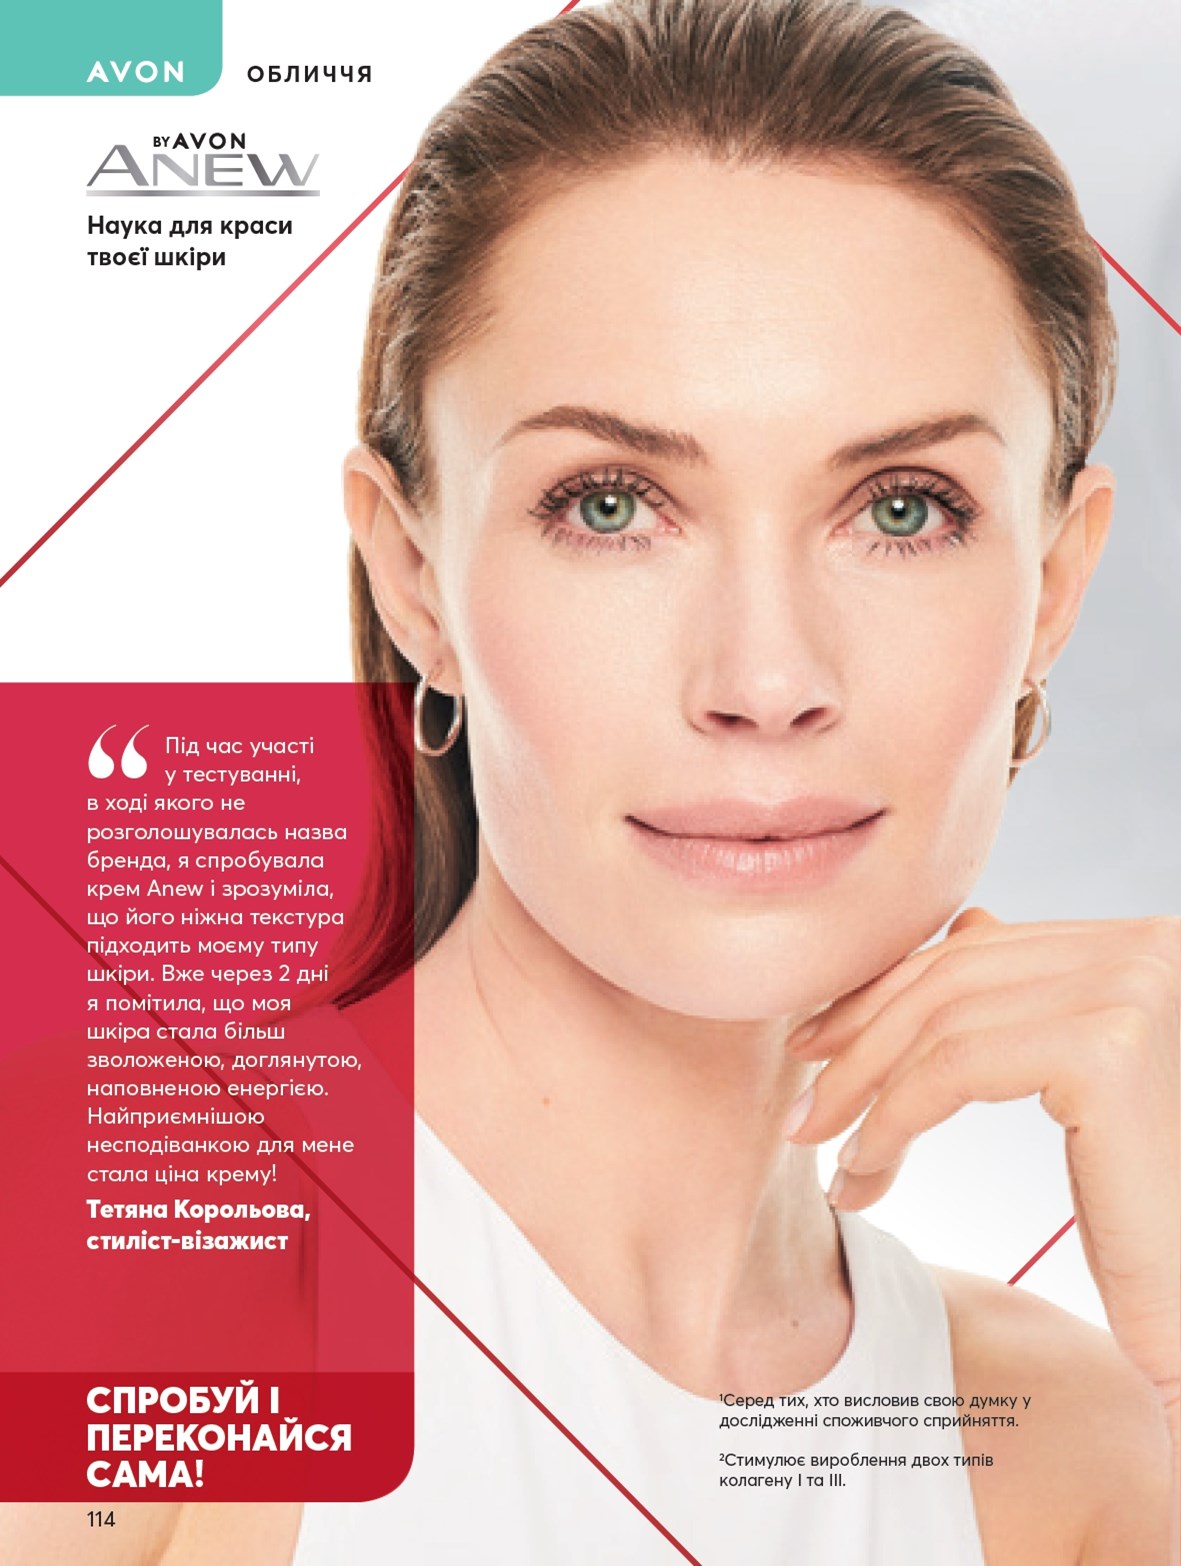 AVON
ОБЛИЧЧЯ
BY AVON
ANEW
Наука для краси
твоєї шкіри
“ Під час участі
у тестуванні,
в ході якого не
розголошувалась назва
бренда, я спробувала
крем Anew і зрозуміла,
що його ніжна текстура
підходить моєму типу
шкіри. Вже через 2 дні
я помітила, що моя
шкіра стала більш
зволоженою, доглянутою,
наповненою енергією.
Найприємнішою
несподіванкою для мене
стала ціна крему!
Тетяна Корольова,
стиліст-візажист
СПРОБУЙ І
ПЕРЕКОНАЙСЯ
САМА!
¹Серед тих, хто висловив свою думку у
дослідженні споживчого сприйняття.
²Стимулює вироблення двох типів
колагену І та ІІІ.
114